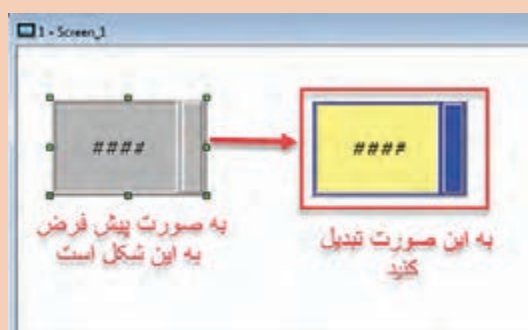 1 - Screen_1
####
####
به صورت پیش فرض
به این شکل است
به این صورت تبدیل
کنید